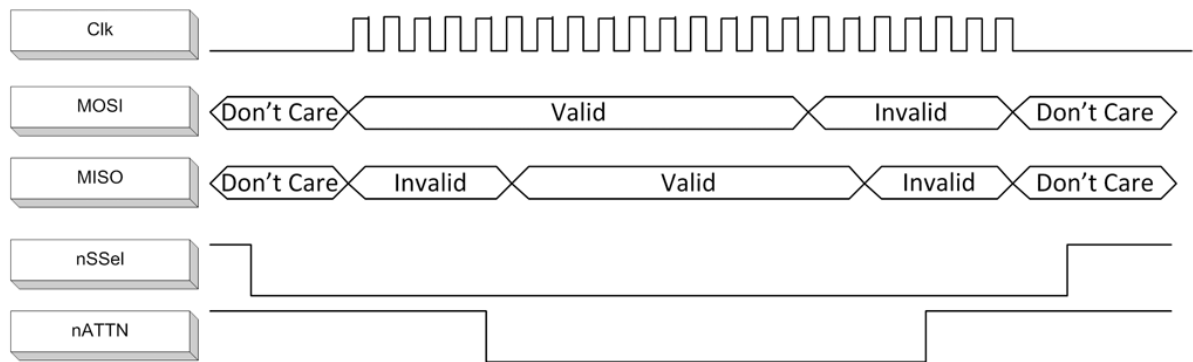 Clk
MOSI
Don't Care Valid Invalid Don't Care
MISO
Don't Care Invalid Valid Invalid Don't Care
nSSel
nATTN